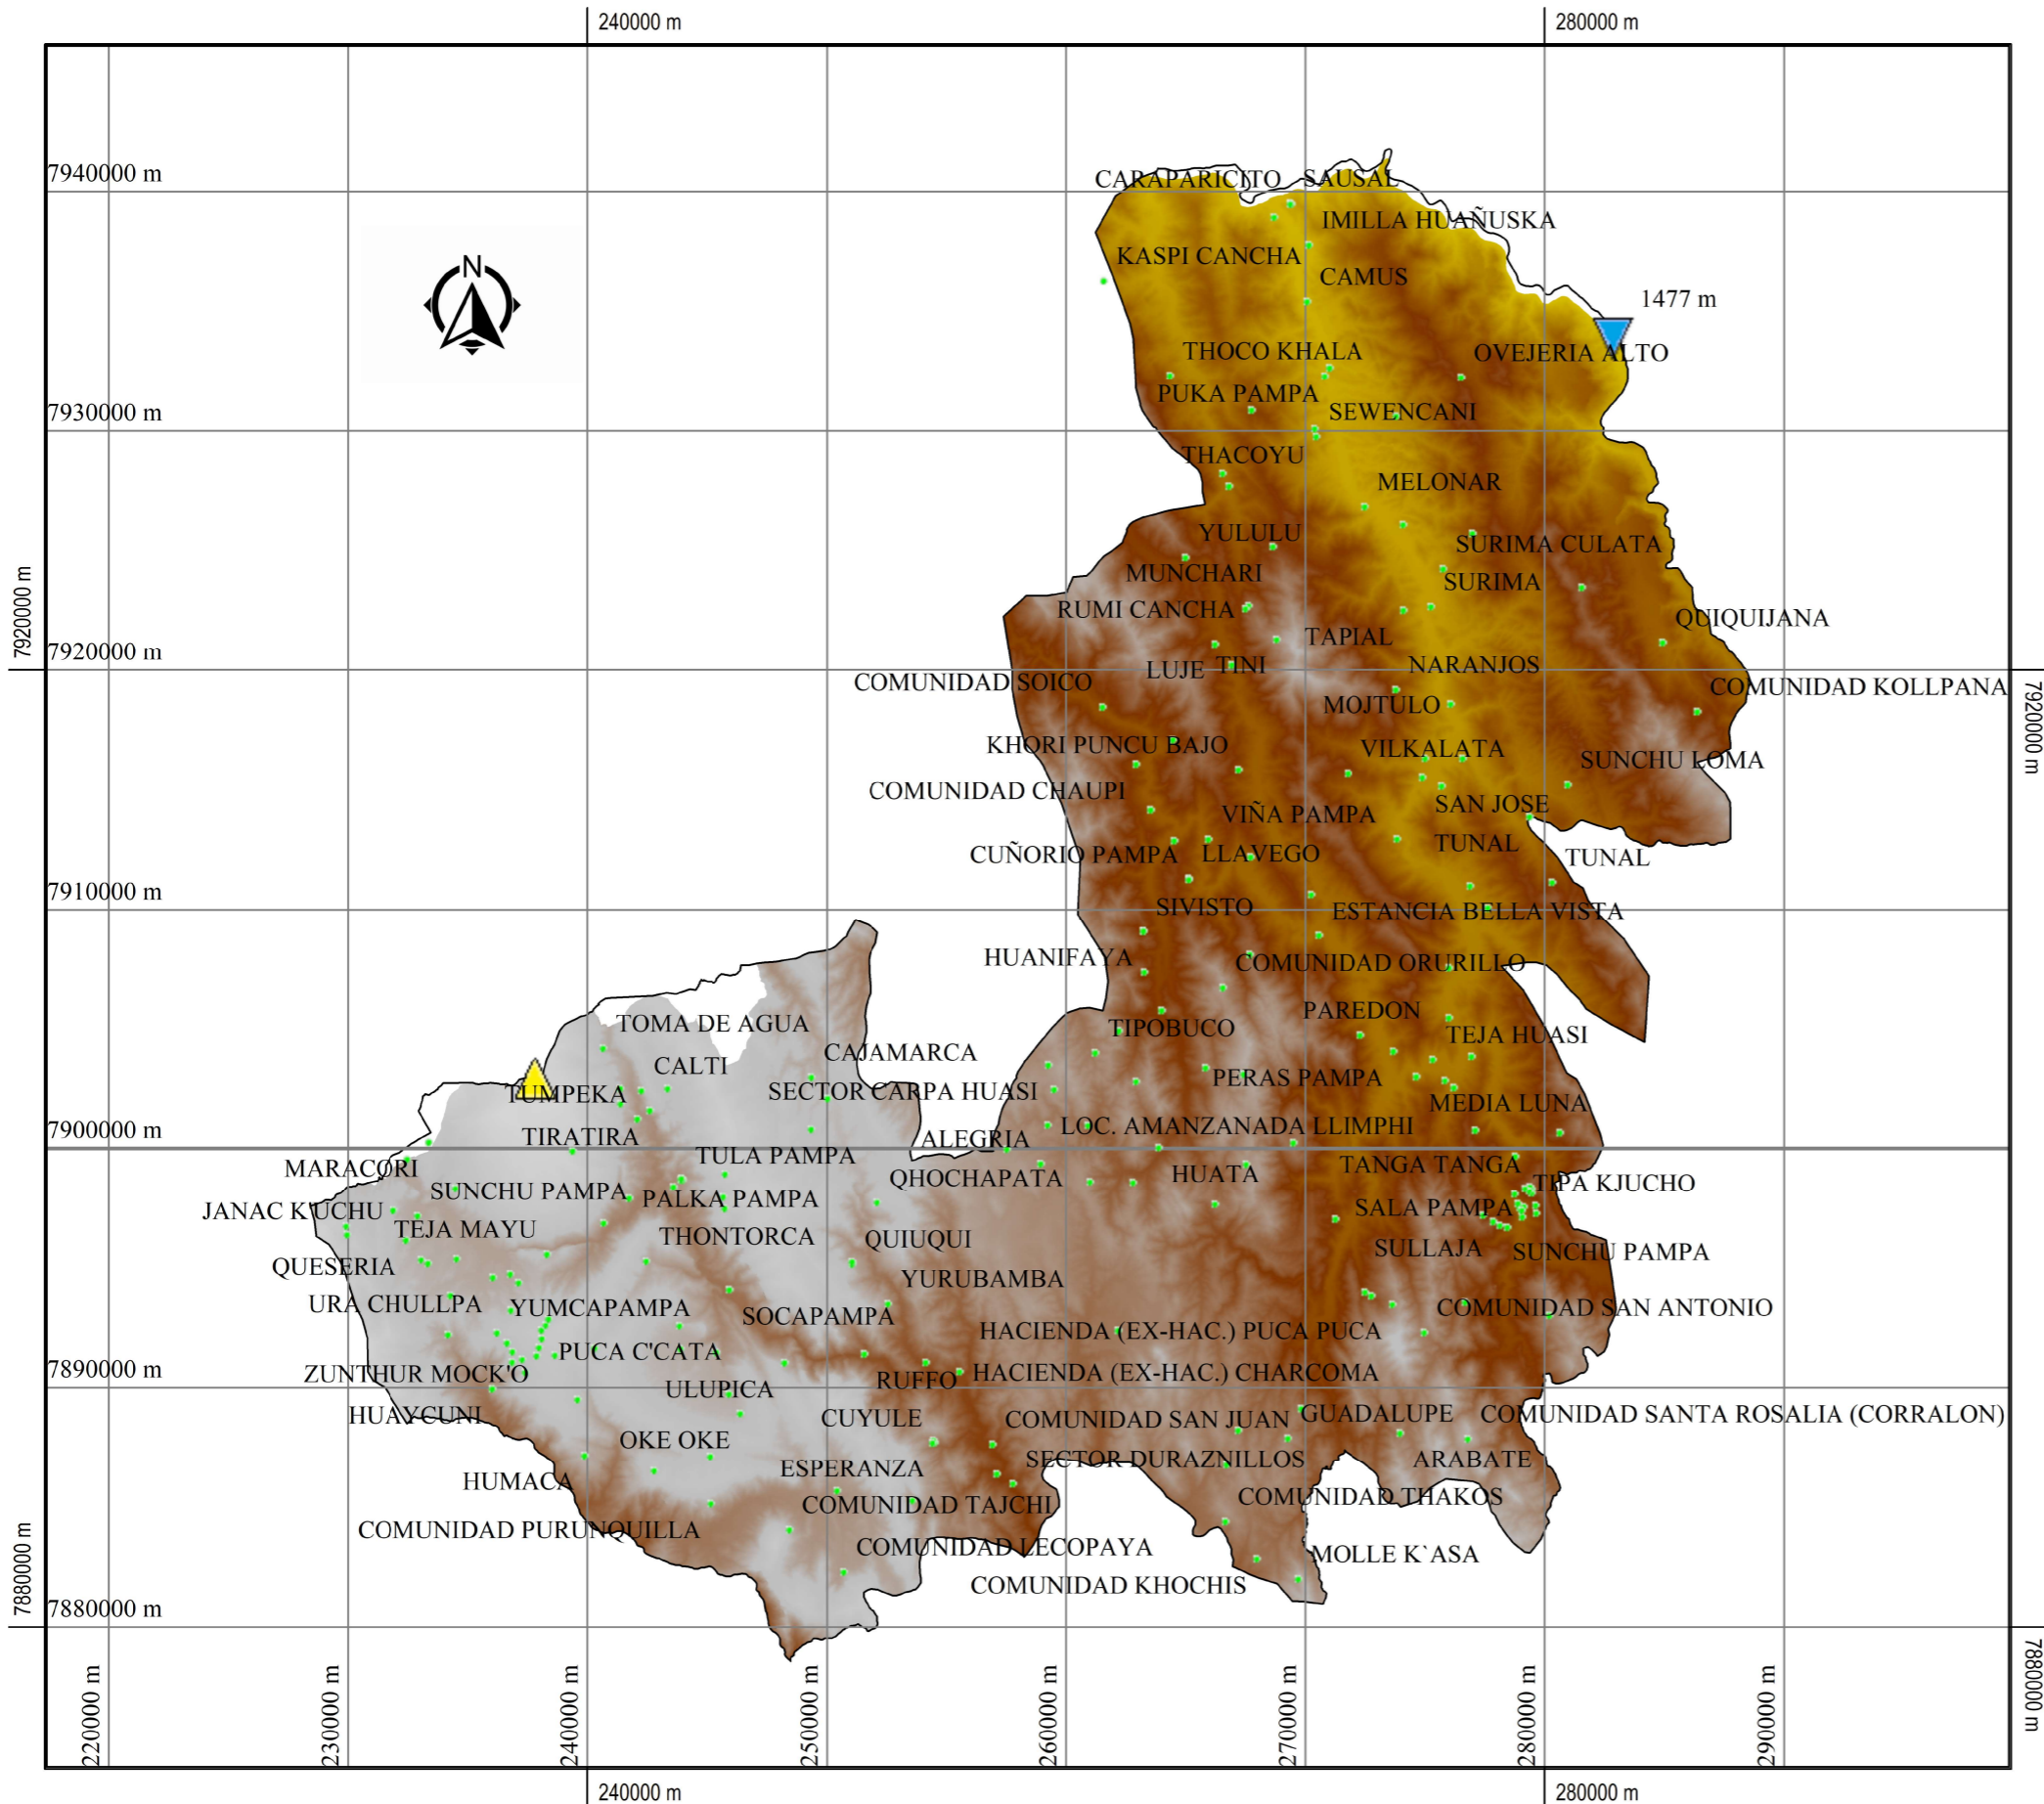 240000 m
280000 m
7940000 m
CARAPARICITO
SAUSAL
IMILLA HUAÑUSKA
N
KASPI CANCHA
CAMUS
1477 m
THOCO KHALA
OVEJERIA ALTO
PUKA PAMPA
7930000 m
SEWENCANI
THACOYU
MELONAR
YULULU
SURIMA CULATA
MUNCHARI
SURIMA
7920000 m
RUMI CANCHA
QUIQUIJANA
TAPIAL
7920000 m
LUJE
TINI
NARANJOS
COMUNIDAD SOICO
COMUNIDAD KOLLPANA
MOJTULO
7920000 m
KHORI PUNCU BAJO
VILKALATA
SUNCHU LOMA
COMUNIDAD CHAUPI
SAN JOSE
VIÑA PAMPA
TUNAL
CUÑORIO PAMPA
LLAVEGO
TUNAL
7910000 m
SIVISTO
ESTANCIA BELLA VISTA
HUANIFAYA
COMUNIDAD ORURILLO
PAREDON
TOMA DE AGUA
TIPOBUCO
TEJA HUASI
CALTI
CAJAMARCA
PERAS PAMPA
TUMPEKA
SECTOR CARPA HUASI
MEDIA LUNA
7900000 m
TIRATIRA
ALEGRIA
LOC. AMANZANADA LLIMPHI
TULA PAMPA
MARACORI
TANGA TANGA
QHOCHAPATA
HUATA
TIPA KJUCHO
SUNCHU PAMPA
PALKA PAMPA
JANAC K'UCHU
SALA PAMPA
TEJA MAYU
THONTORCA
QUIUQUI
SULLAJA
SUNCHU PAMPA
QUESERIA
YURUBAMBA
URA CHULLPA
YUMCAPAMPA
SOCAPAMPA
COMUNIDAD SAN ANTONIO
HACIENDA (EX-HAC.) PUCA PUCA
PUCA C'CATA
7890000 m
ZUNTHUR MOCK'O
RUFFO
HACIENDA (EX-HAC.) CHARCOMA
ULUPICA
HUAYCUNI
CUYULE
COMUNIDAD SAN JUAN
GUADALUPE
COMUNIDAD SANTA ROSALIA (CORRALON)
OKE OKE
ESPERANZA
SECTOR DURAZNILLOS
ARABATE
HUMACA
COMUNIDAD TAJCHI
COMUNIDAD THAKOS
COMUNIDAD PURUNQUILLA
COMUNIDAD LECOPAYA
MOLLE K`ASA
COMUNIDAD KHOCHIS
7880000 m
7880000 m
7880000 m
220000 m
230000 m
240000 m
250000 m
260000 m
270000 m
280000 m
290000 m
240000 m
280000 m